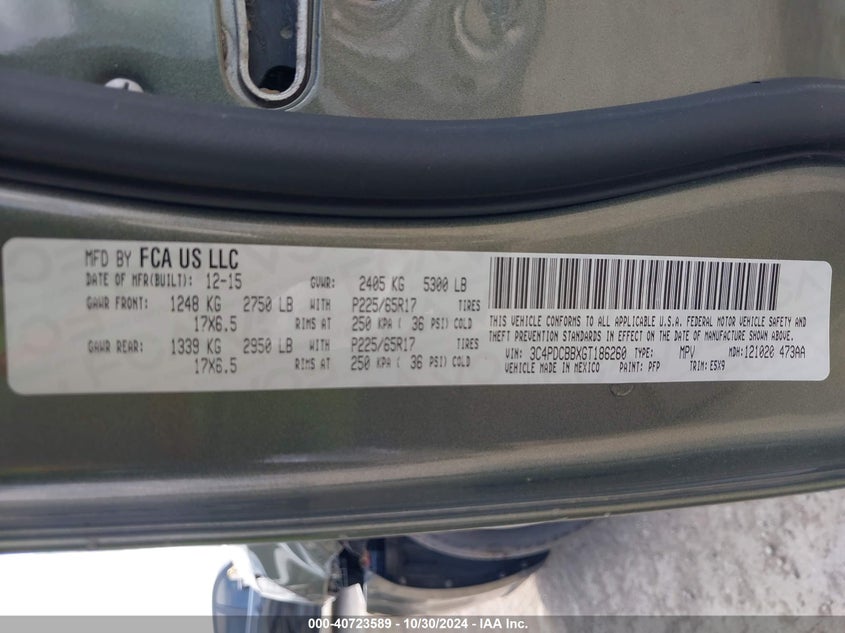 MFD BY FCA US LLC
DATE OF MFR(BUILT): 12-15 GVWR: 2405 KG 5300 LB
GAWR FRONT: 1248 KG 2750 LB WITH P225/65R17 TIRES
17X6.5 RIMS AT 250 KPA ( 36 PSI) COLD
GAWR REAR: 1339 KG 2950 LB WITH P225/65R17 TIRES
17X6.5 RIMS AT 250 KPA ( 36 PSI) COLD
THIS VEHICLE CONFORMS TO ALL APPLICABLE U.S.A. FEDERAL MOTOR VEHICLE SAFETY AND
THEFT PREVENTION STANDARDS IN EFFECT ON THE DATE OF MANUFACTURE SHOWN ABOVE.
VIN: 3C4PDCBBXGT186260 TYPE: MPV MDH:121020 473AA
VEHICLE MADE IN MEXICO PAINT: PFP TRIM: E5X9
000-40723589 - 10/30/2024 - IAA Inc.